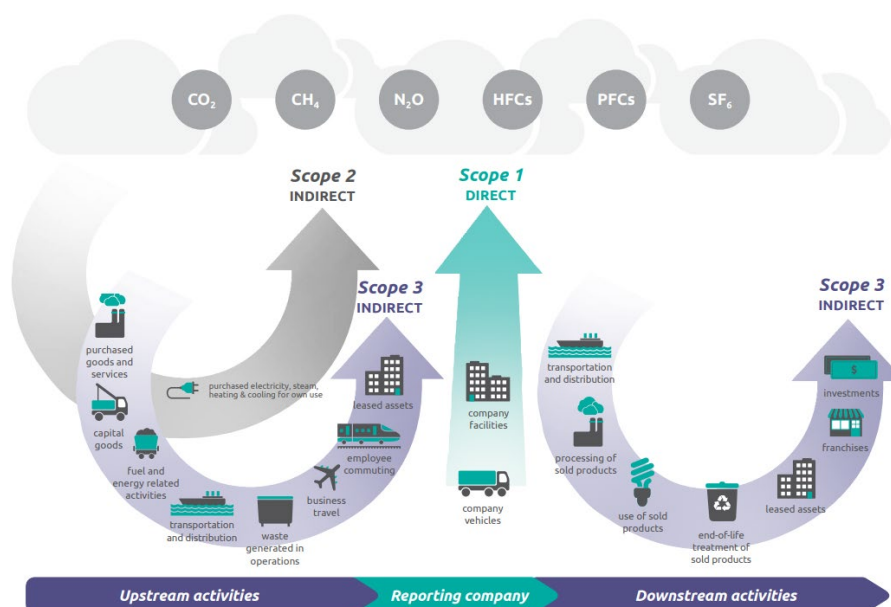 CO₂
CH₄
N₂O
HFCs
PFCs
SF₆
Scope 2
INDIRECT
Scope 1
DIRECT
Scope 3
INDIRECT
Scope 3
INDIRECT
purchased
goods and
services
capital
goods
fuel and
energy related
activities
purchased electricity, steam,
heating & cooling for own use
transportation
and distribution
waste
generated in
operations
business
travel
employee
commuting
leased assets
company
facilities
company
vehicles
transportation
and distribution
processing of
sold products
use of sold
products
end-of-life
treatment of
sold products
leased assets
franchises
$
investments
Upstream activities
Reporting company
Downstream activities